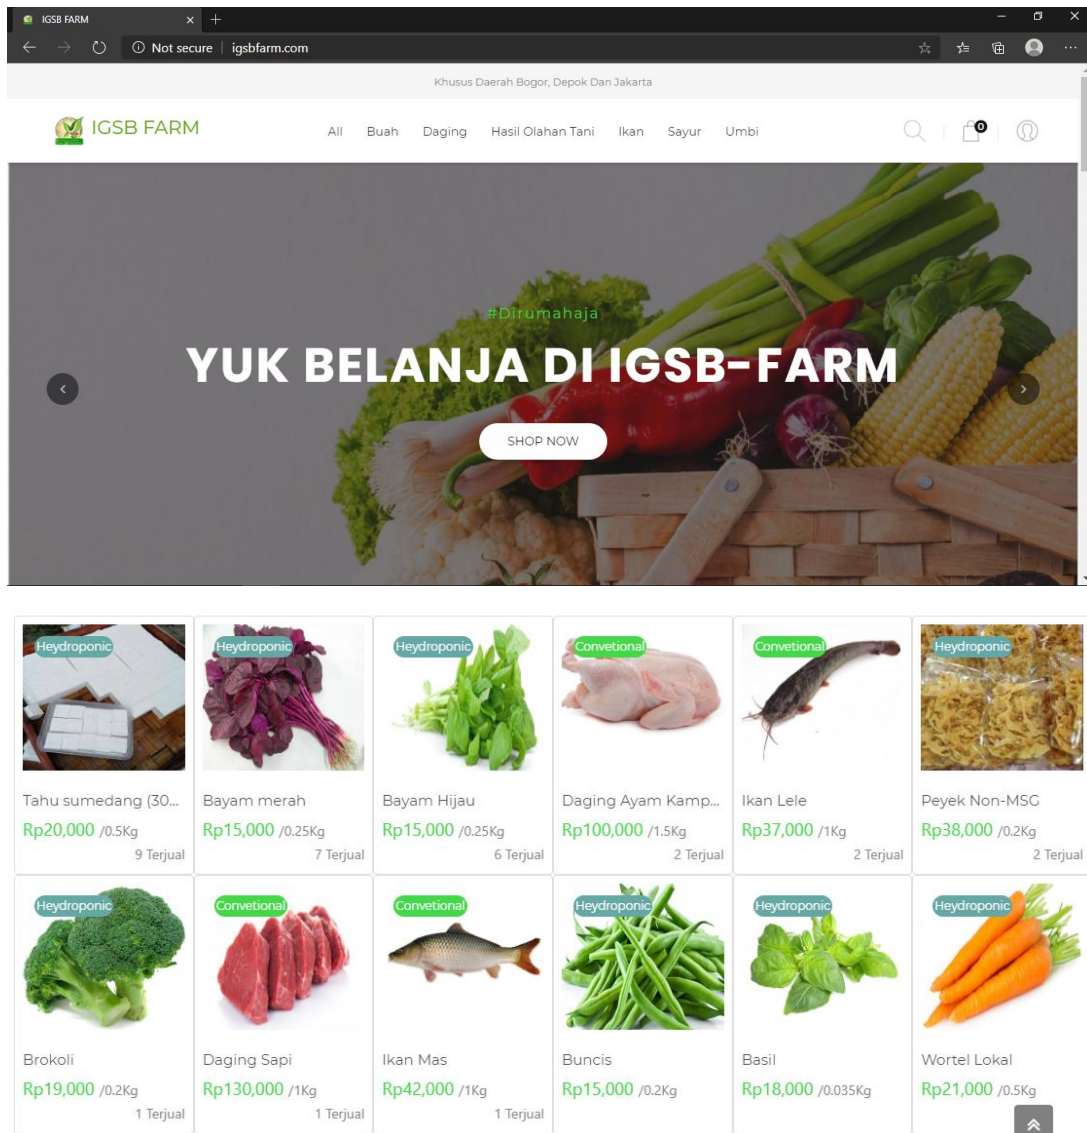 IGSB FARM
Not secure | igsbfarm.com
Khusus Daerah Bogor, Depok Dan Jakarta
IGSB FARM All Buah Daging Hasil Olahan Tani Ikan Sayur Umbi 0
#Dirumahaja
YUK BELANJA DI IGSB-FARM
SHOP NOW
Heydroponic Heydroponic Heydroponic Convetional Convetional Heydroponic
Tahu sumedang (30... Bayam merah Bayam Hijau Daging Ayam Kamp... Ikan Lele Peyek Non-MSG
Rp20,000 /0.5Kg Rp15,000 /0.25Kg Rp15,000 /0.25Kg Rp100,000 /1.5Kg Rp37,000 /1Kg Rp38,000 /0.2Kg
9 Terjual 7 Terjual 6 Terjual 2 Terjual 2 Terjual 2 Terjual
Heydroponic Convetional Convetional Heydroponic Heydroponic Heydroponic
Brokoli Daging Sapi Ikan Mas Buncis Basil Wortel Lokal
Rp19,000 /0.2Kg Rp130,000 /1Kg Rp42,000 /1Kg Rp15,000 /0.2Kg Rp18,000 /0.035Kg Rp21,000 /0.5Kg
1 Terjual 1 Terjual 1 Terjual